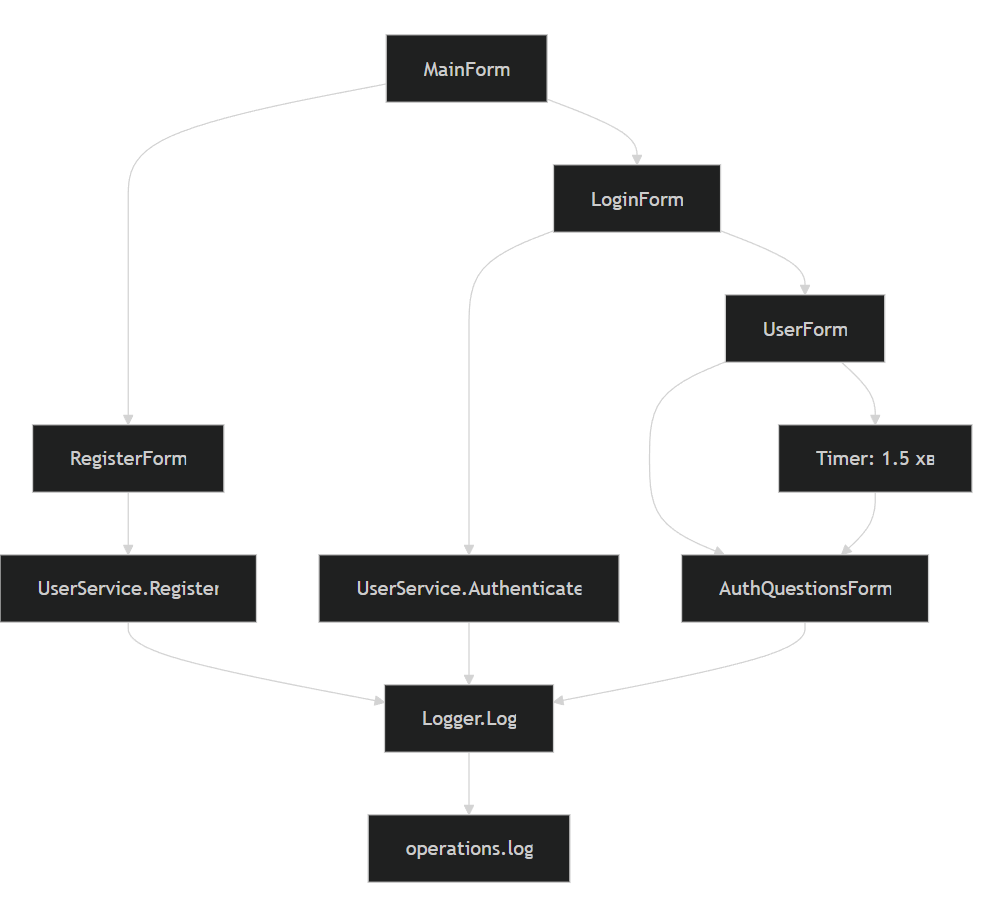 MainForm
LoginForm
UserForm
RegisterForm
Timer: 1.5 хв
UserService.Register
UserService.Authenticate
AuthQuestionsForm
Logger.Log
operations.log